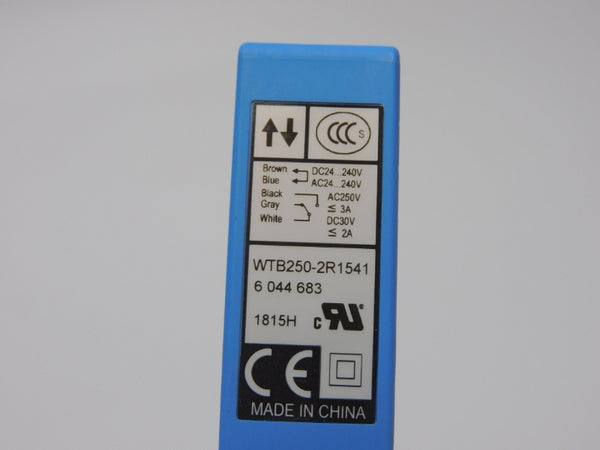 CCC S
Brown DC24...240V
Blue AC24...240V
Black AC250V
Gray ≤ 3A
White DC30V
≤ 2A
WTB250-2R1541
6 044 683
1815H c RU
CE
MADE IN CHINA